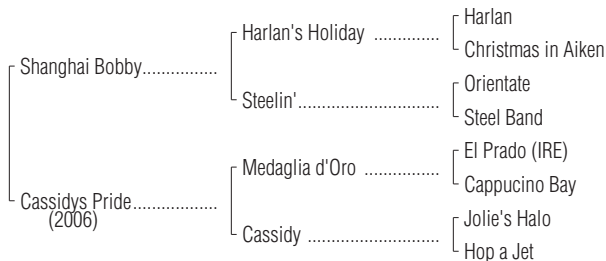 Harlan
Harlan's Holiday ..............
Christmas in Aiken
Shanghai Bobby................
Orientate
Steelin'..............................
Steel Band
El Prado (IRE)
Medaglia d'Oro ................
Cappucino Bay
Cassidys Pride..................
(2006)
Jolie's Halo
Cassidy ............................
Hop a Jet